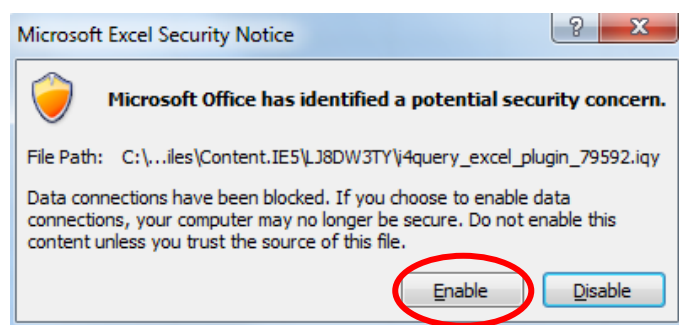 Microsoft Excel Security Notice
?
X
Microsoft Office has identified a potential security concern.
File Path: C:\...iles\Content.IE5\LJ8DW3TY\i4query_excel_plugin_79592.iqy
Data connections have been blocked. If you choose to enable data
connections, your computer may no longer be secure. Do not enable this
content unless you trust the source of this file.
Enable Disable